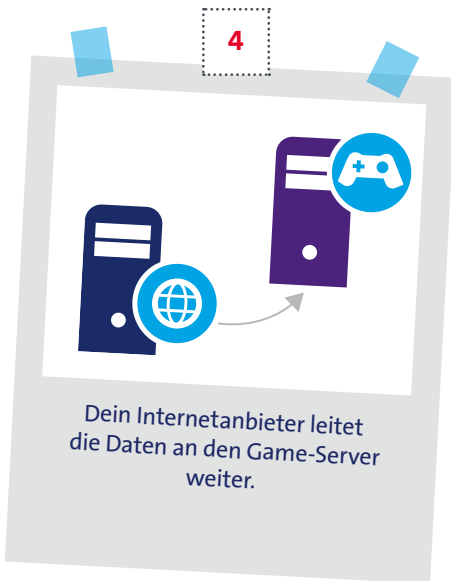 4
Dein Internetanbieter leitet
die Daten an den Game-Server
weiter.